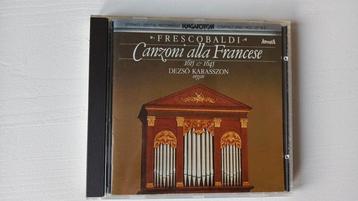 HUNGAROTON
FRESCOBALDI
Canzoni alla Francese
1615 & 1645
DEZSŐ KARASSZON
organ